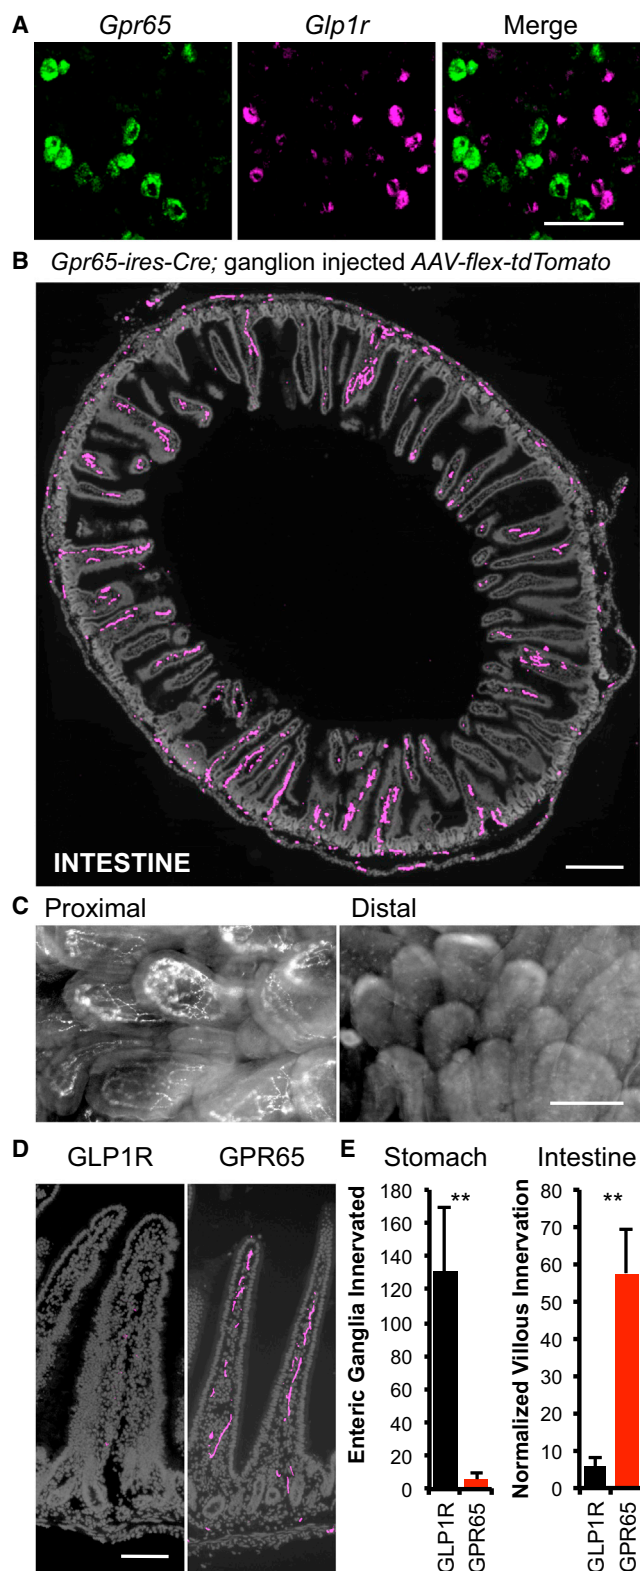 A Gpr65 Glp1r Merge
B Gpr65-ires-Cre; ganglion injected AAV-flex-tdTomato
INTESTINE
C Proximal Distal
D GLP1R GPR65
E Stomach Intestine
Enteric Ganglia Innervated
180
160
140
120
100
80
60
40
20
0
**
GLP1R
GPR65
Normalized Villous Innervation
80
70
60
50
40
30
20
10
0
**
GLP1R
GPR65